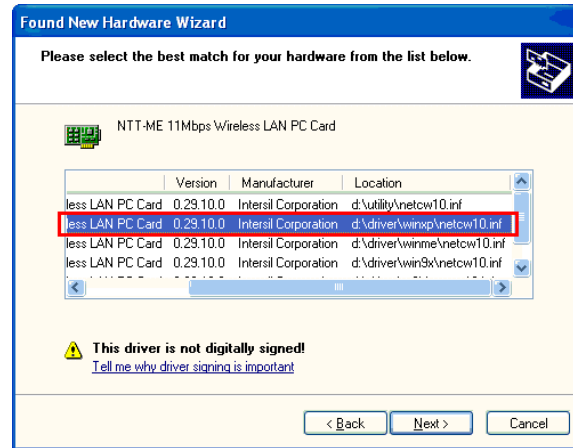 Found New Hardware Wizard
Please select the best match for your hardware from the list below.
NTT-ME 11Mbps Wireless LAN PC Card
Version Manufacturer Location
less LAN PC Card 0.29.10.0 Intersil Corporation d:\utility\netcw10.inf
less LAN PC Card 0.29.10.0 Intersil Corporation d:\driver\winxp\netcw10.inf
less LAN PC Card 0.29.10.0 Intersil Corporation d:\driver\winme\netcw10.inf
less LAN PC Card 0.29.10.0 Intersil Corporation d:\driver\win9x\netcw10.inf
This driver is not digitally signed!
Tell me why driver signing is important
< Back Next > Cancel